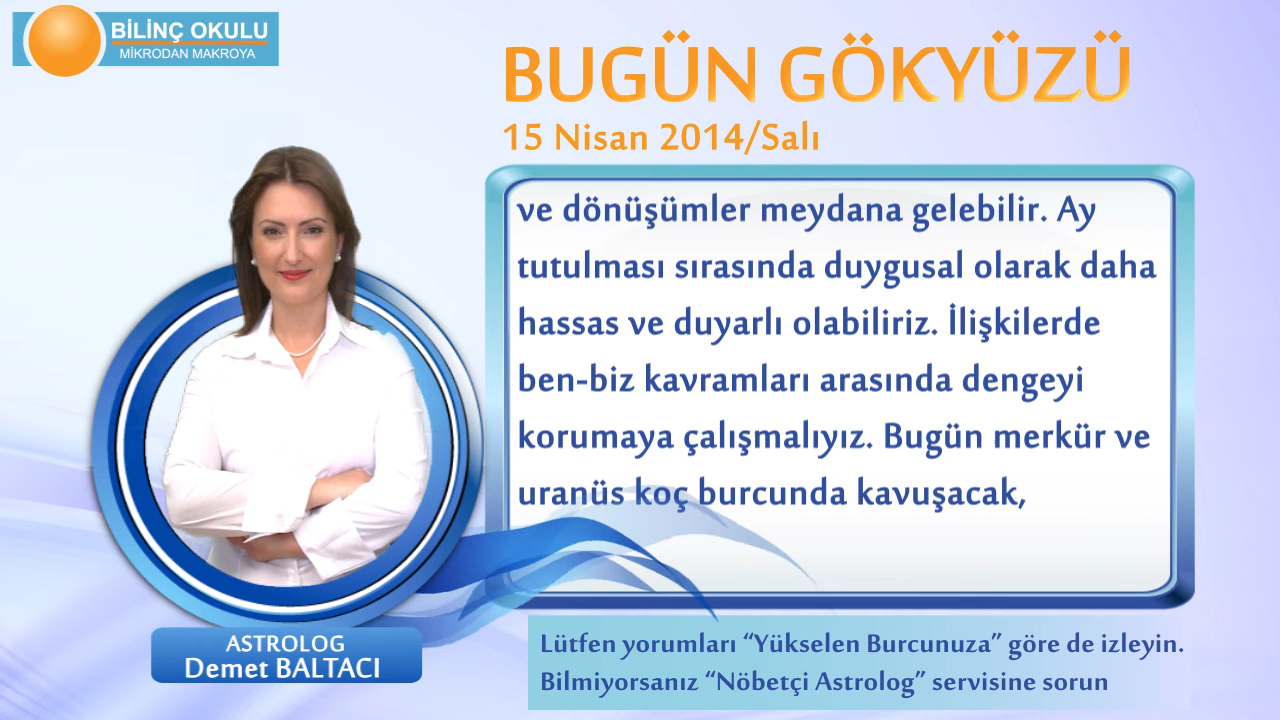 BİLİNÇ OKULU
MİKRODAN MAKROYA
BUGÜN GÖKYÜZÜ
15 Nisan 2014/Salı
ve dönüşümler meydana gelebilir. Ay
tutulması sırasında duygusal olarak daha
hassas ve duyarlı olabiliriz. İlişkilerde
ben-biz kavramları arasında dengeyi
korumaya çalışmalıyız. Bugün merkür ve
uranüs koç burcunda kavuşacak,
ASTROLOG
Demet BALTACI
Lütfen yorumları “Yükselen Burcunuza” göre de izleyin.
Bilmiyorsanız “Nöbetçi Astrolog” servisine sorun